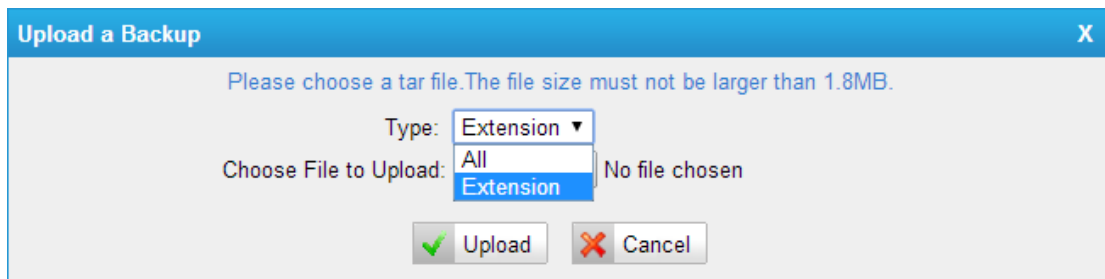 Upload a Backup X
Please choose a tar file.The file size must not be larger than 1.8MB.
Type: Extension
All
Choose File to Upload: No file chosen
Extension
Upload Cancel